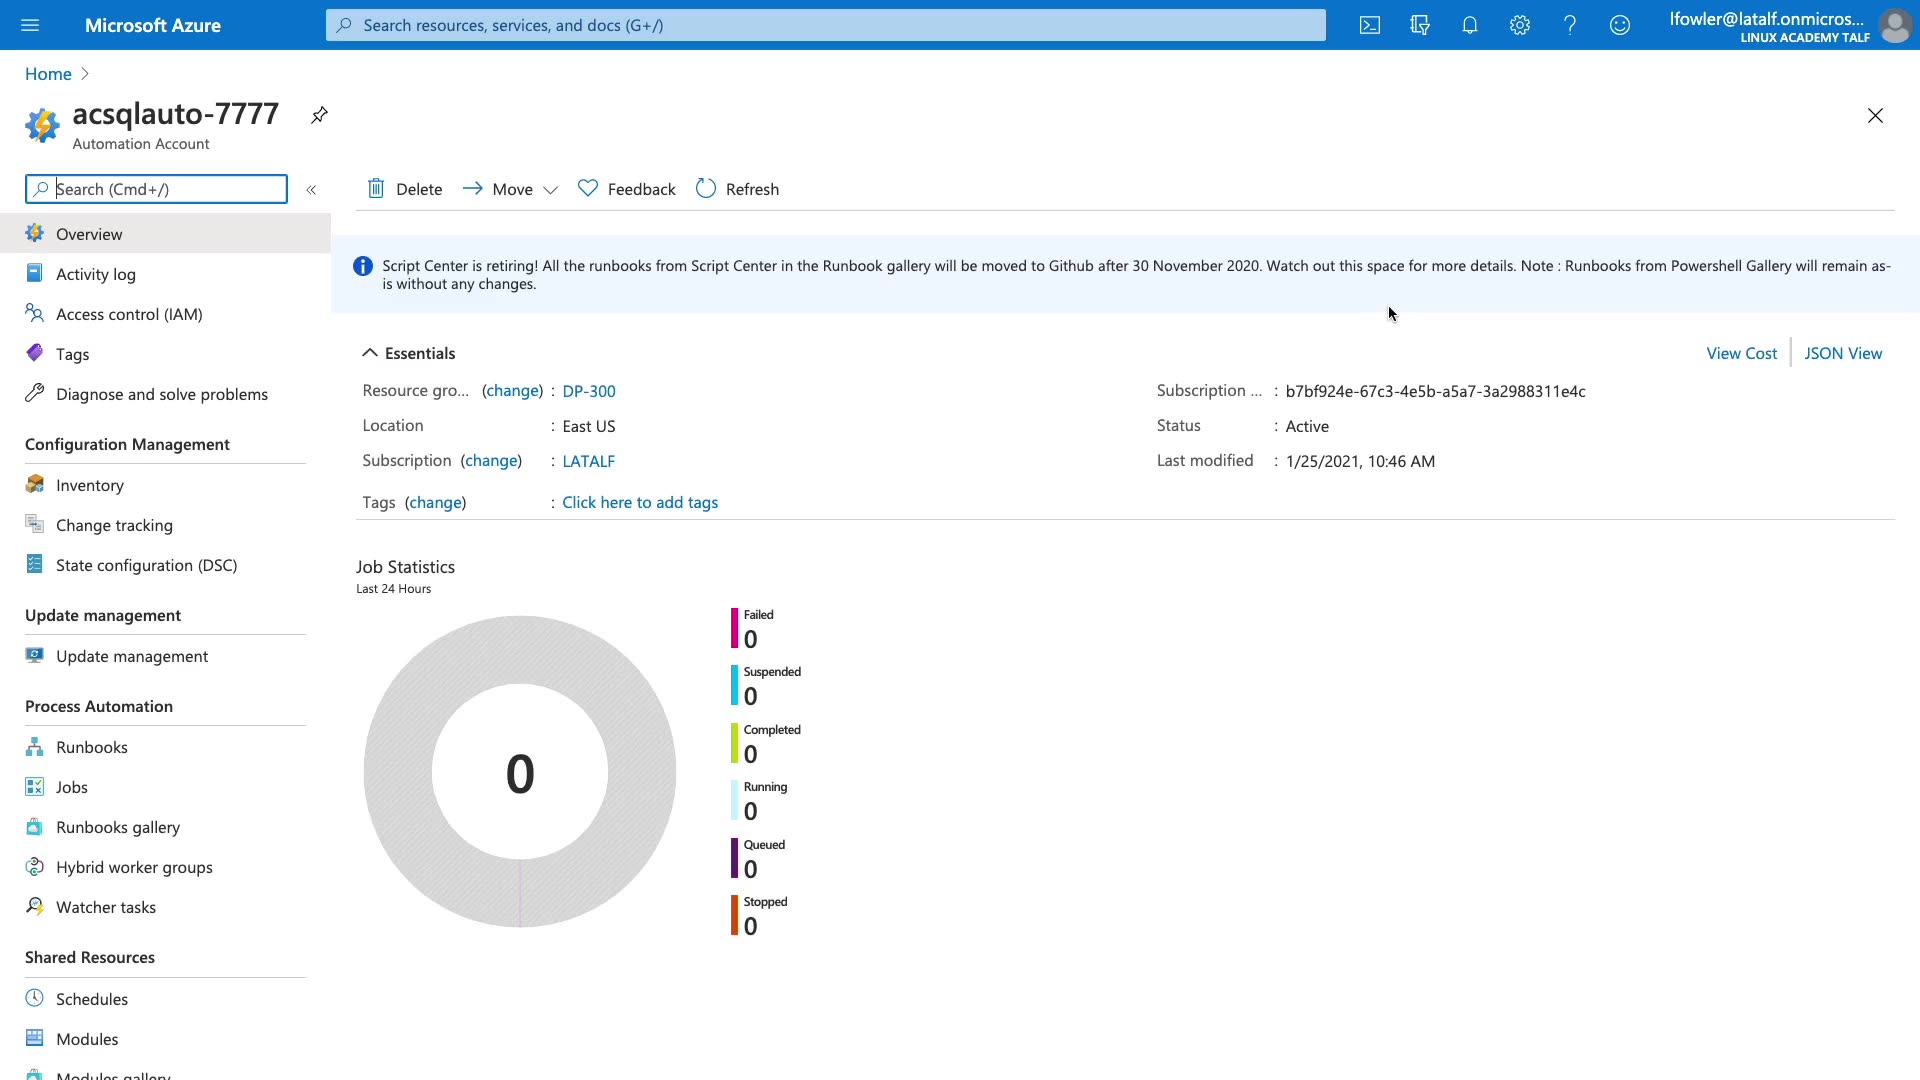 Microsoft Azure
Search resources, services, and docs (G+/)
lfowler@latalf.onmicros...
LINUX ACADEMY TALF
Home
acsqlauto-7777
Automation Account
Search (Cmd+/)
Delete
Move
Feedback
Refresh
Overview
Activity log
Access control (IAM)
Tags
Diagnose and solve problems
Configuration Management
Inventory
Change tracking
State configuration (DSC)
Update management
Update management
Process Automation
Runbooks
Jobs
Runbooks gallery
Hybrid worker groups
Watcher tasks
Shared Resources
Schedules
Modules
Modules gallery
Script Center is retiring! All the runbooks from Script Center in the Runbook gallery will be moved to Github after 30 November 2020. Watch out this space for more details. Note : Runbooks from Powershell Gallery will remain as-
is without any changes.
Essentials
View Cost
JSON View
Resource gro... (change) : DP-300
Location : East US
Subscription (change) : LATALF
Tags (change) : Click here to add tags
Subscription ... : b7bf924e-67c3-4e5b-a5a7-3a2988311e4c
Status : Active
Last modified : 1/25/2021, 10:46 AM
Job Statistics
Last 24 Hours
0
Failed
0
Suspended
0
Completed
0
Running
0
Queued
0
Stopped
0